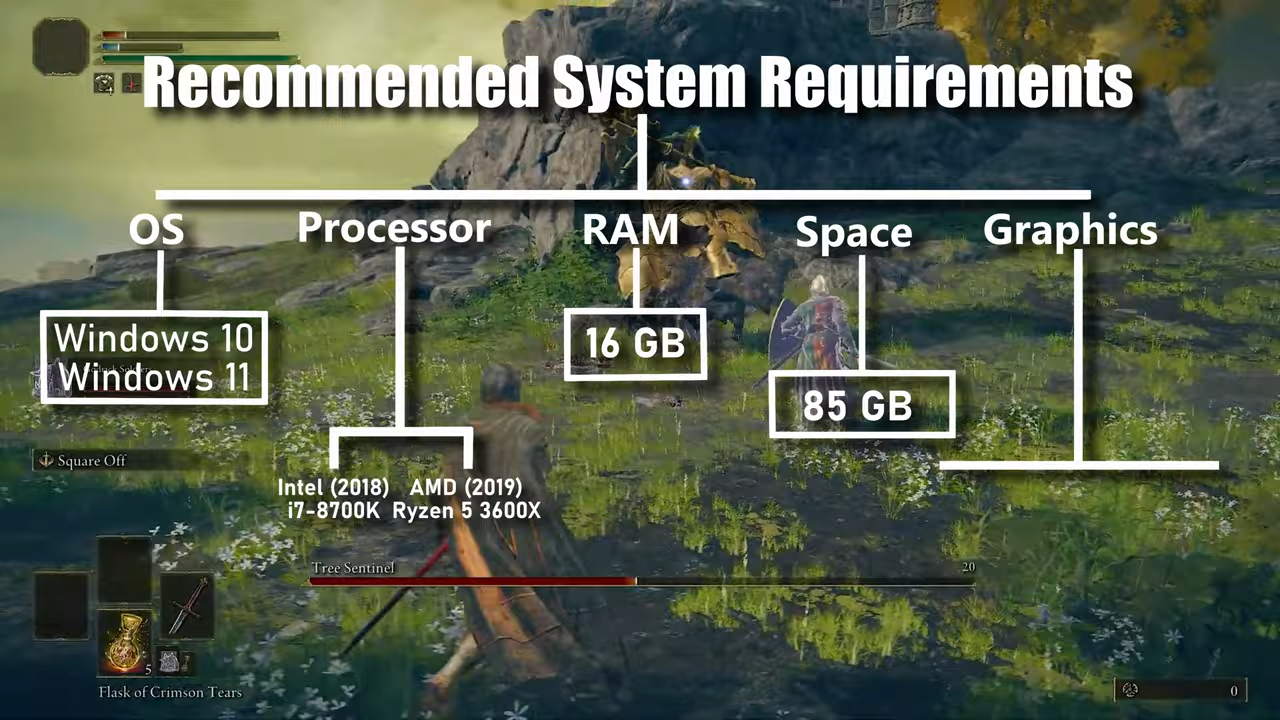 Recommended System Requirements
OS
Processor
RAM
Space
Graphics
Windows 10
Windows 11
16 GB
85 GB
Square Off
Intel (2018)
i7-8700K
AMD (2019)
Ryzen 5 3600X
Tree Sentinel
20
5
Flask of Crimson Tears
0